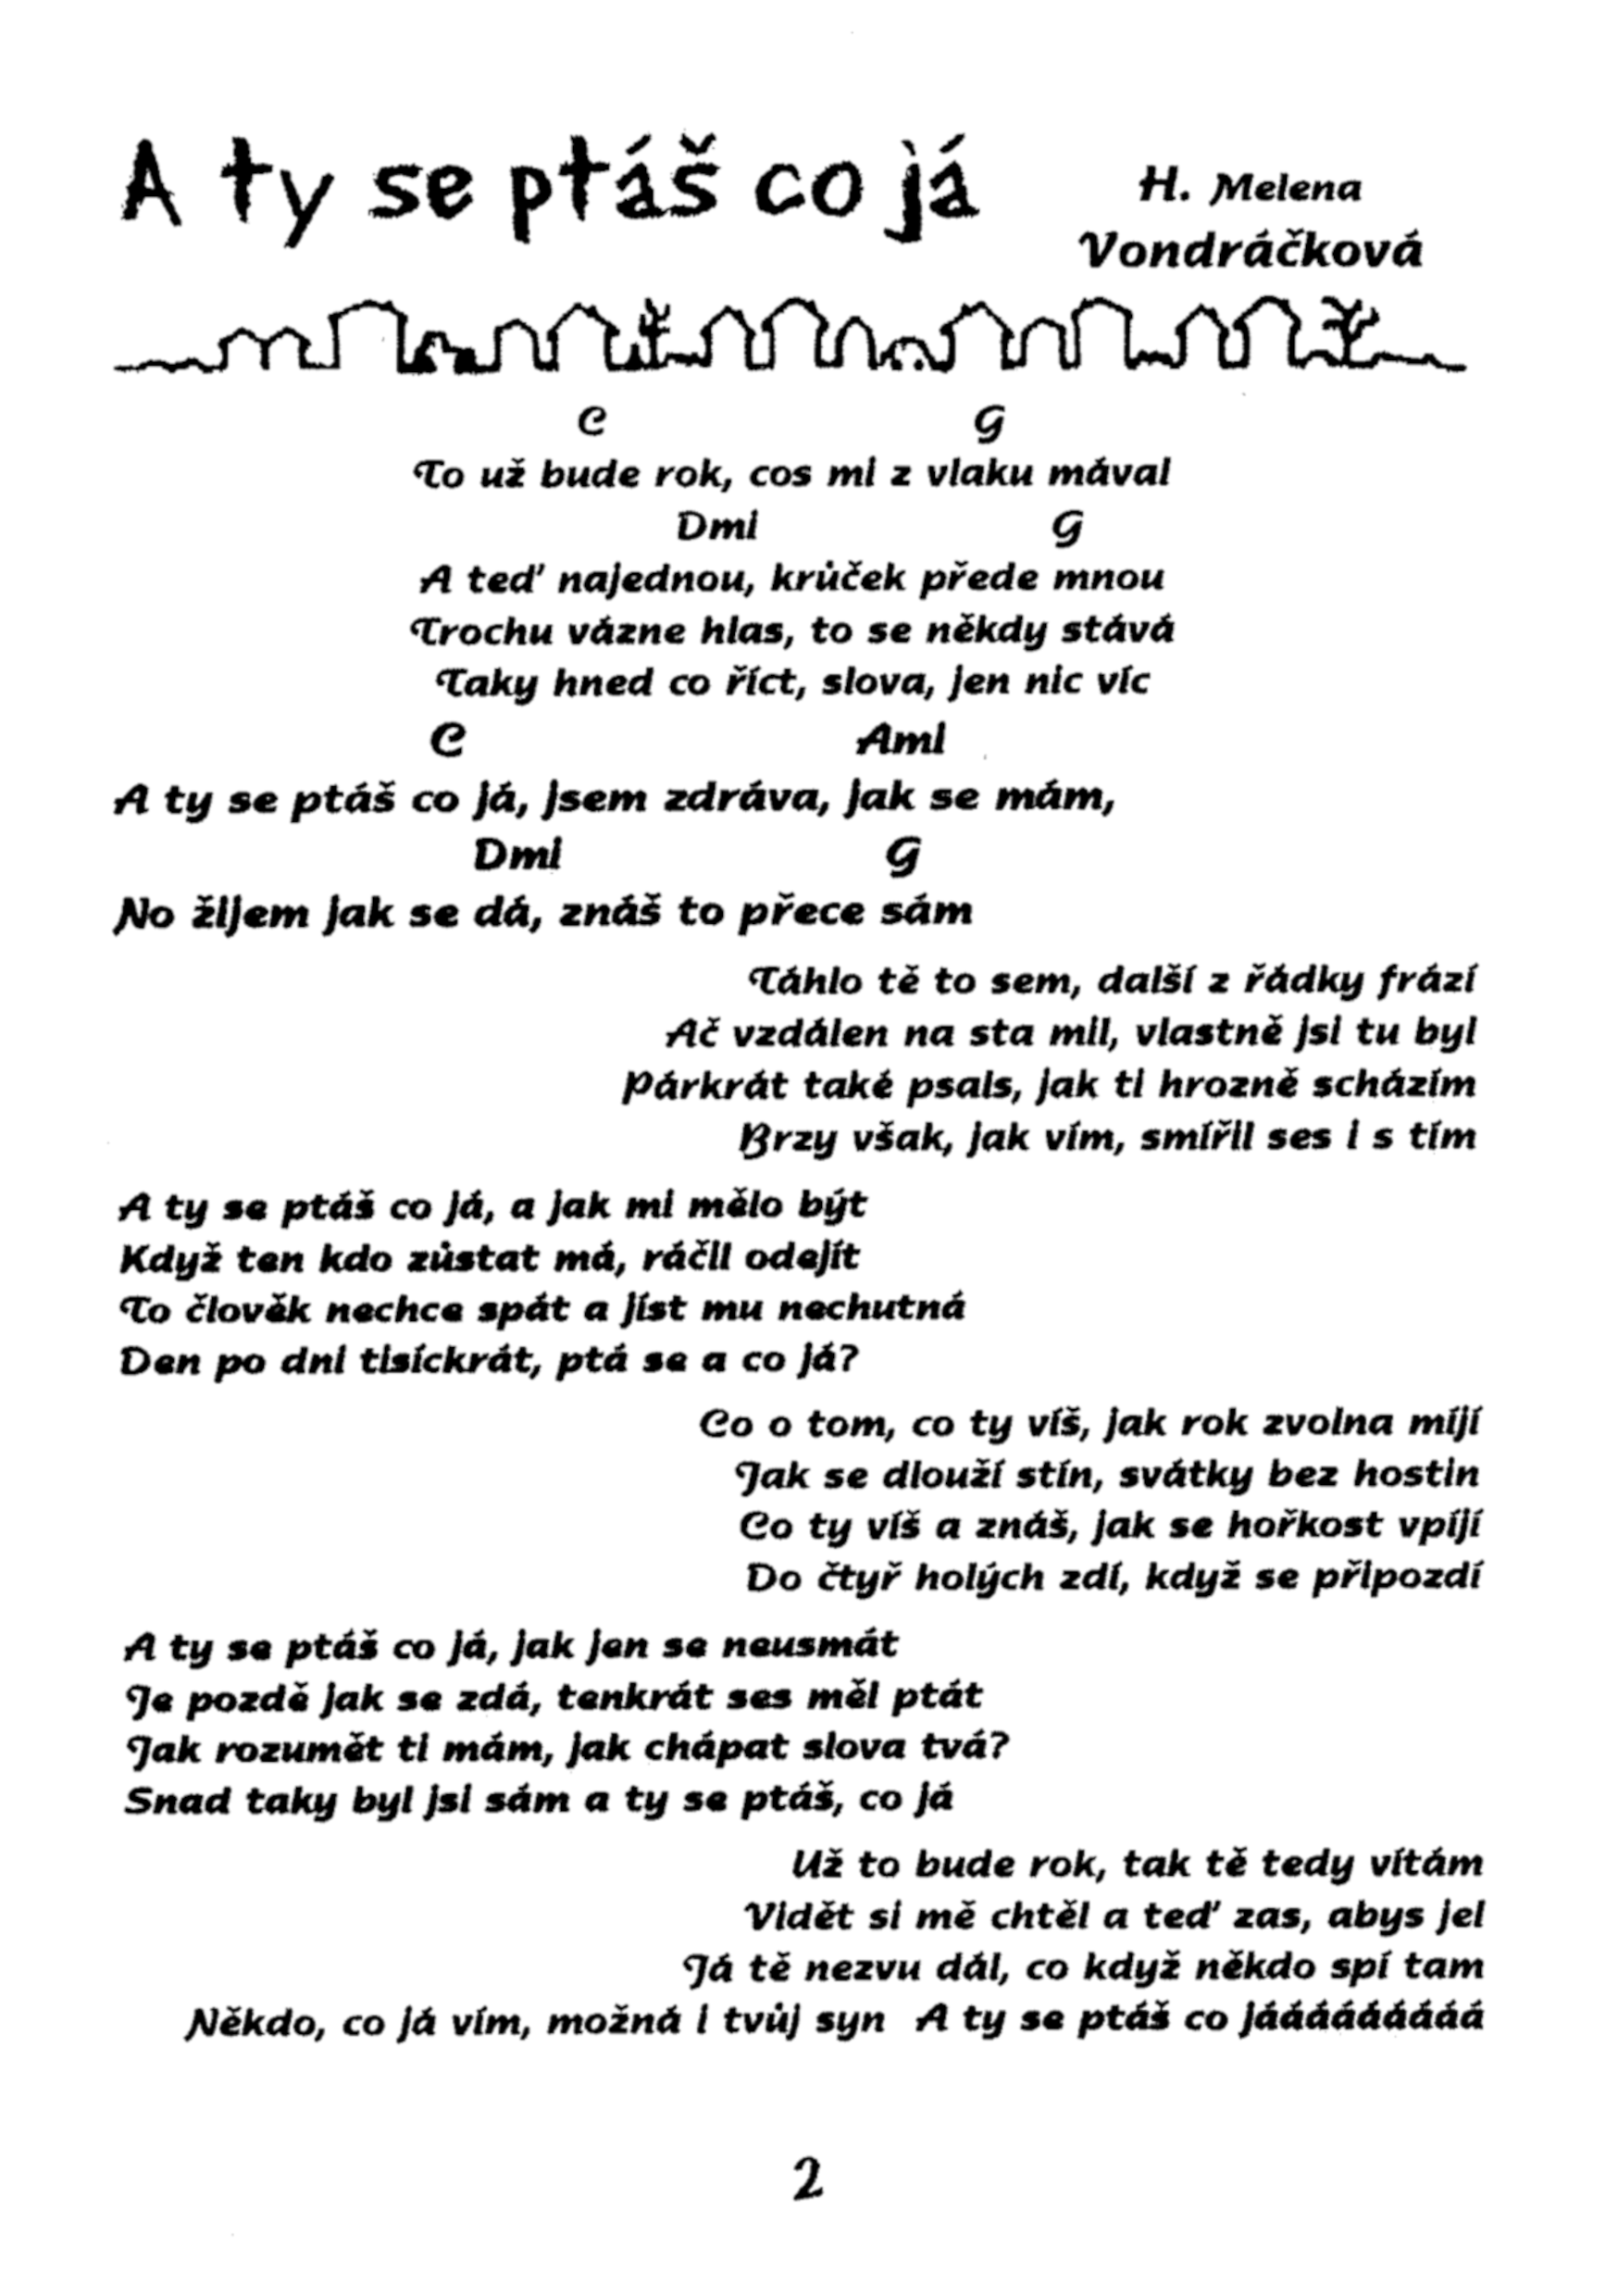 A ty se ptáš co já
H. Melena
Vondráčková
C G
To už bude rok, cos mi z vlaku mával
Dmi G
A teď najednou, krůček přede mnou
Trochu vázne hlas, to se někdy stává
Taky hned co říct, slova, jen nic víc
C Ami
A ty se ptáš co já, jsem zdráva, jak se mám,
Dmi G
No žijem jak se dá, znáš to přece sám
Táhlo tě to sem, další z řádky frází
Ač vzdálen na sta mil, vlastně jsi tu byl
Párkrát také psals, jak ti hrozně scházím
Brzy však, jak vím, smířil ses i s tím
A ty se ptáš co já, a jak mi mělo být
Když ten kdo zůstat má, ráčil odejít
To člověk nechce spát a jíst mu nechutná
Den po dni tisíckrát, ptá se a co já?
Co o tom, co ty víš, jak rok zvolna míjí
Jak se dlouží stín, svátky bez hostin
Co ty víš a znáš, jak se hořkost vpíjí
Do čtyř holých zdí, když se připozdí
A ty se ptáš co já, jak jen se neusmát
Je pozdě jak se zdá, tenkrát ses měl ptát
Jak rozumět ti mám, jak chápat slova tvá?
Snad taky byl jsi sám a ty se ptáš, co já
Už to bude rok, tak tě tedy vítám
Vidět si mě chtěl a teď zas, abys jel
Já tě nezvu dál, co když někdo spí tam
Někdo, co já vím, možná i tvůj syn A ty se ptáš co jááááááááá
2